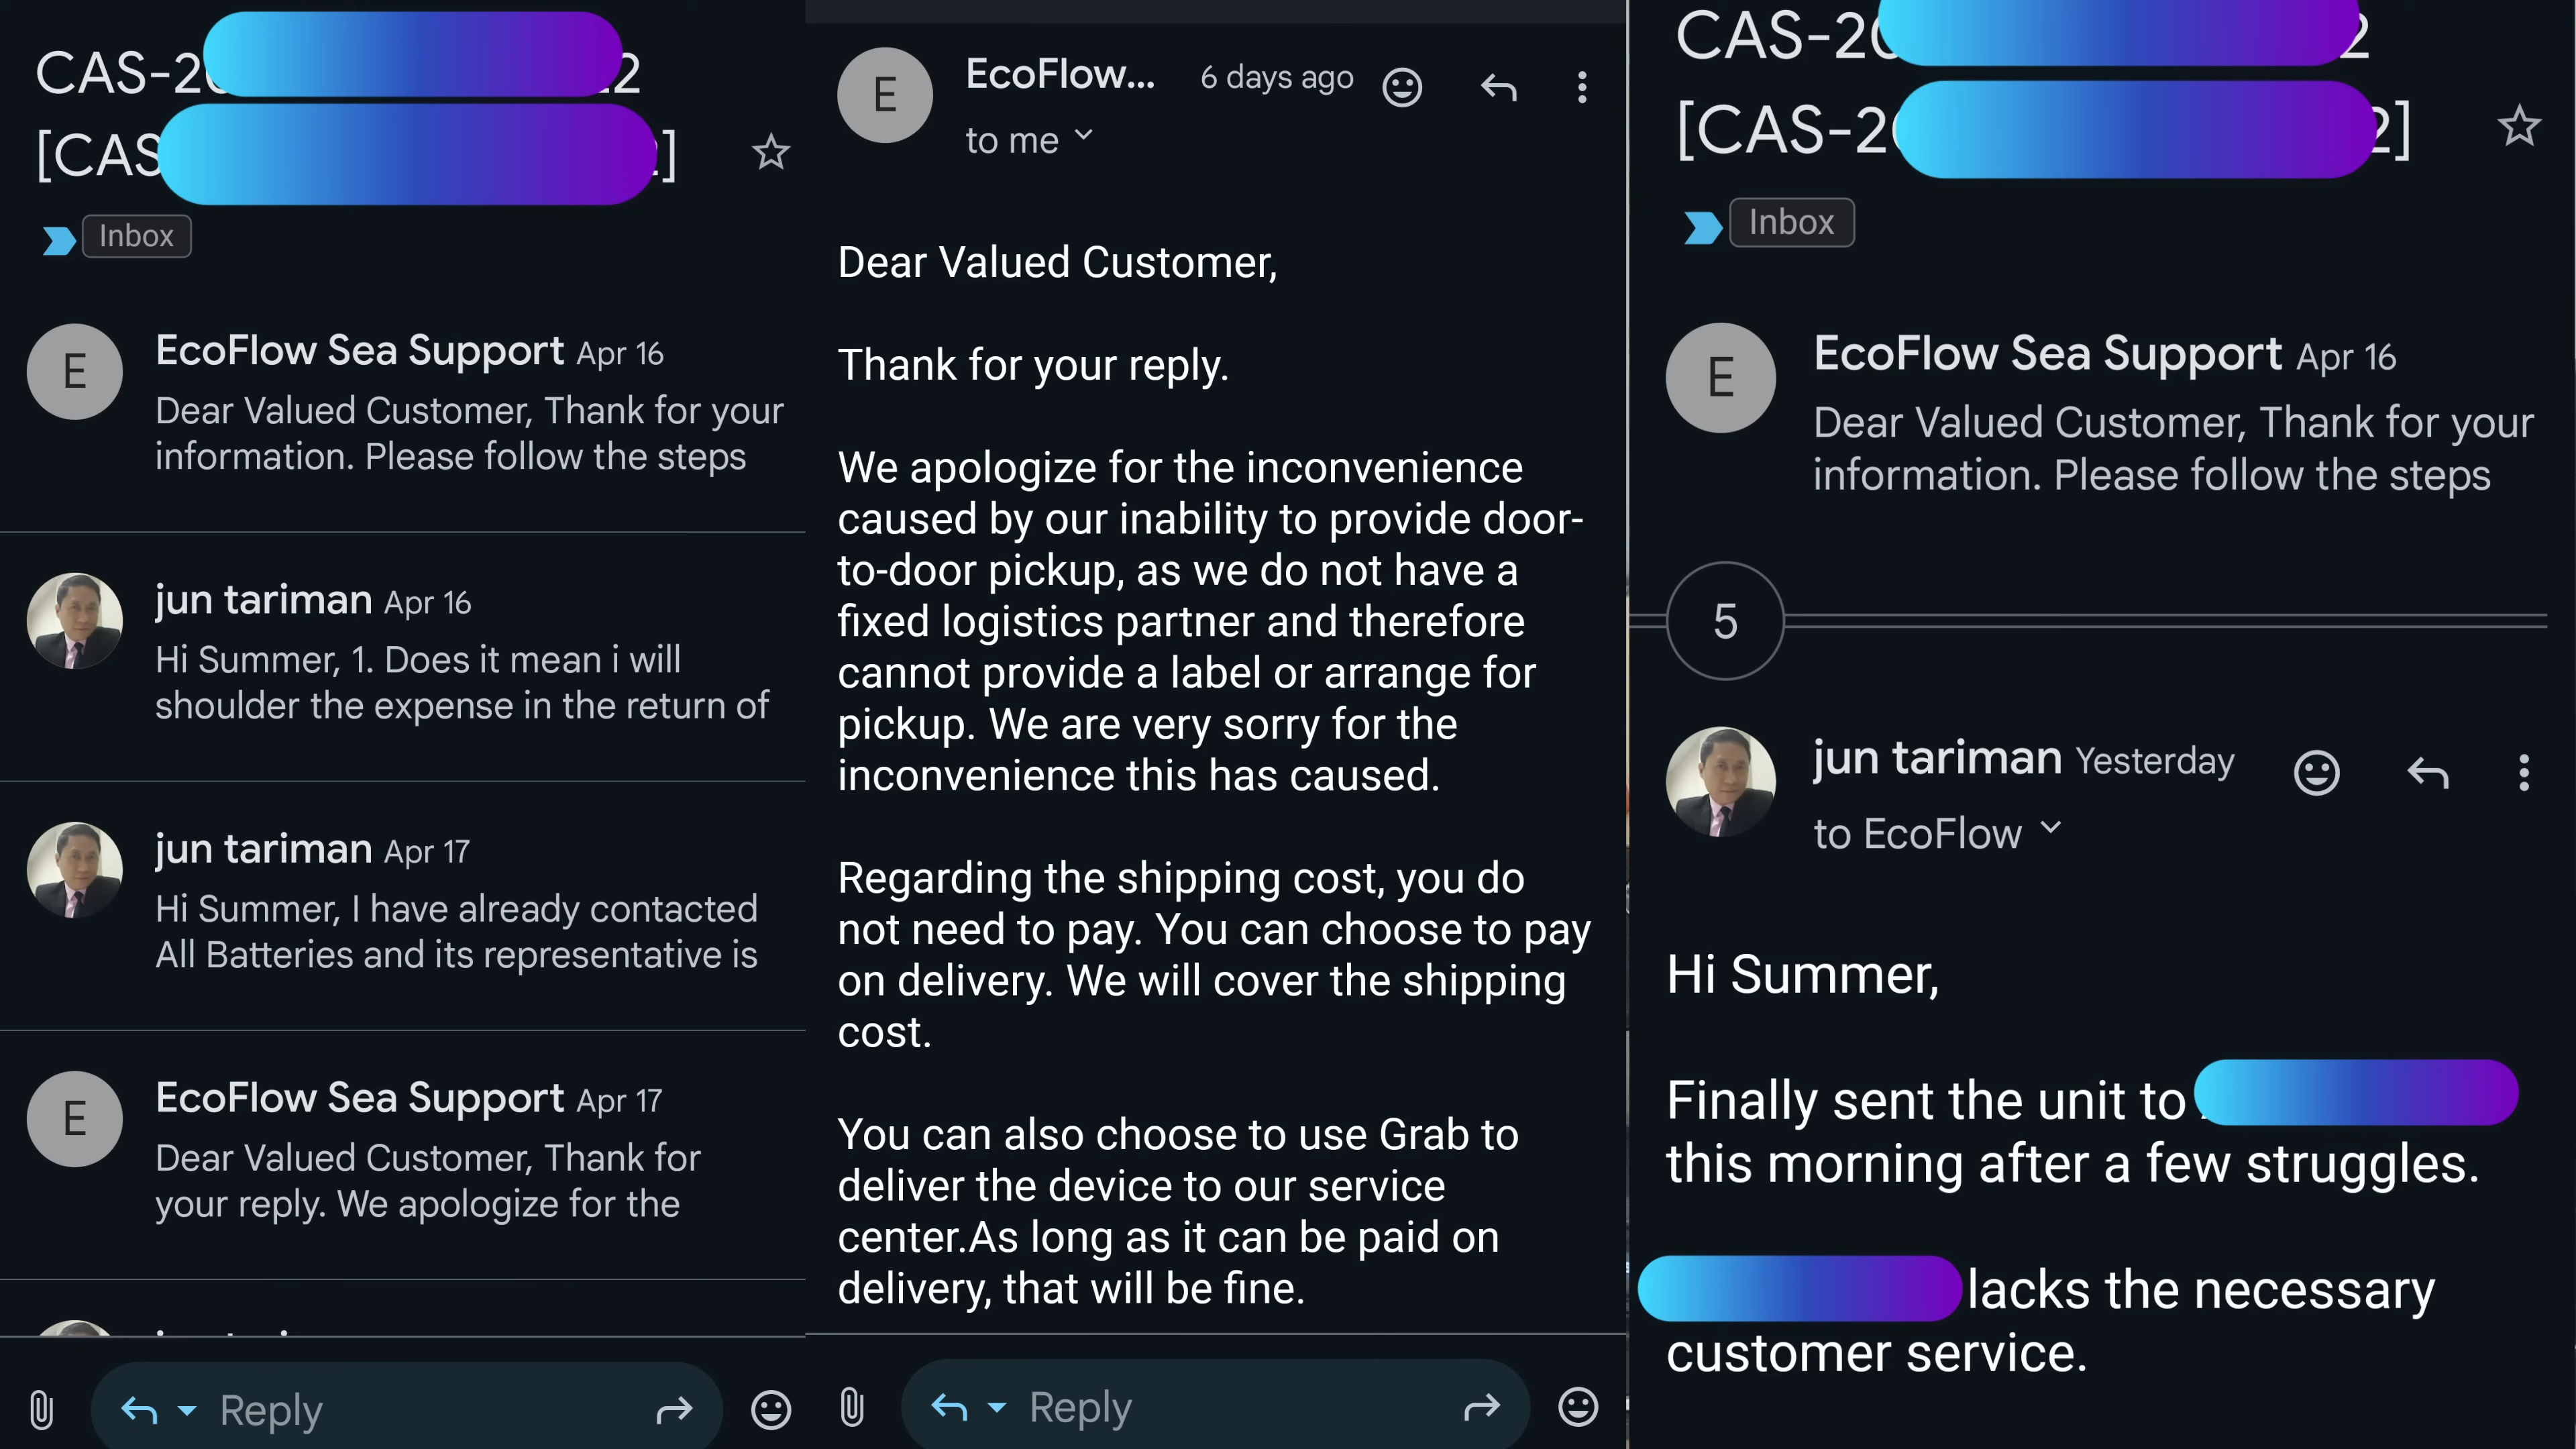 CAS-2
2
[CAS
]
Inbox
E
EcoFlow Sea Support Apr 16
Dear Valued Customer, Thank for your
information. Please follow the steps
jun tariman Apr 16
Hi Summer, 1. Does it mean i will
shoulder the expense in the return of
jun tariman Apr 17
Hi Summer, I have already contacted
All Batteries and its representative is
E
EcoFlow Sea Support Apr 17
Dear Valued Customer, Thank for
your reply. We apologize for the
Reply
E
EcoFlow... 6 days ago
to me
Dear Valued Customer,
Thank for your reply.
We apologize for the inconvenience
caused by our inability to provide door-
to-door pickup, as we do not have a
fixed logistics partner and therefore
cannot provide a label or arrange for
pickup. We are very sorry for the
inconvenience this has caused.
Regarding the shipping cost, you do
not need to pay. You can choose to pay
on delivery. We will cover the shipping
cost.
You can also choose to use Grab to
deliver the device to our service
center.As long as it can be paid on
delivery, that will be fine.
Reply
CAS-20
2
[CAS-20
2]
Inbox
E
EcoFlow Sea Support Apr 16
Dear Valued Customer, Thank for your
information. Please follow the steps
5
jun tariman Yesterday
to EcoFlow
Hi Summer,
Finally sent the unit to
this morning after a few struggles.
lacks the necessary
customer service.